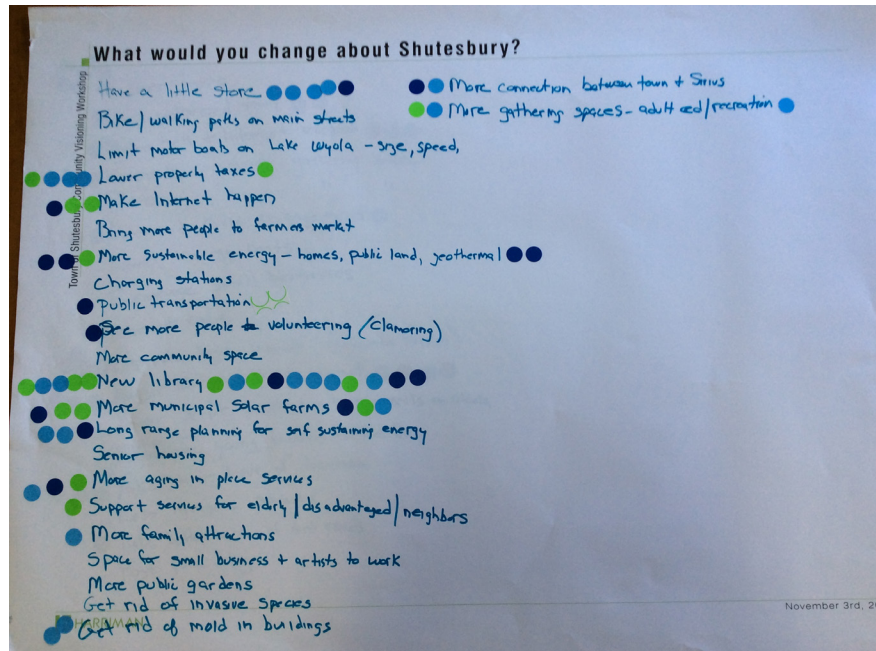 What would you change about Shutesbury?
Have a little store
Bike/walking paths on main streets
Limit motor boats on Lake Wyola - size, speed,
Lower property taxes
Make Internet happen
Bring more people to farmers market
More Sustainable energy - homes, public land, geothermal
Charging stations
Public transportation
See more people volunteering (clamoring)
More community space
New library
More municipal Solar farms
Long range planning for self sustaining energy
Senior housing
More aging in place services
Support services for elderly/disadvantaged/neighbors
More family attractions
Space for small business + artists to work
More public gardens
Get rid of invasive species
Get rid of mold in buildings
More connection between town + Sirius
More gathering spaces - adult ed/recreation
Town of Shutesbury Community Visioning Workshop
HARRIMAN
November 3rd,